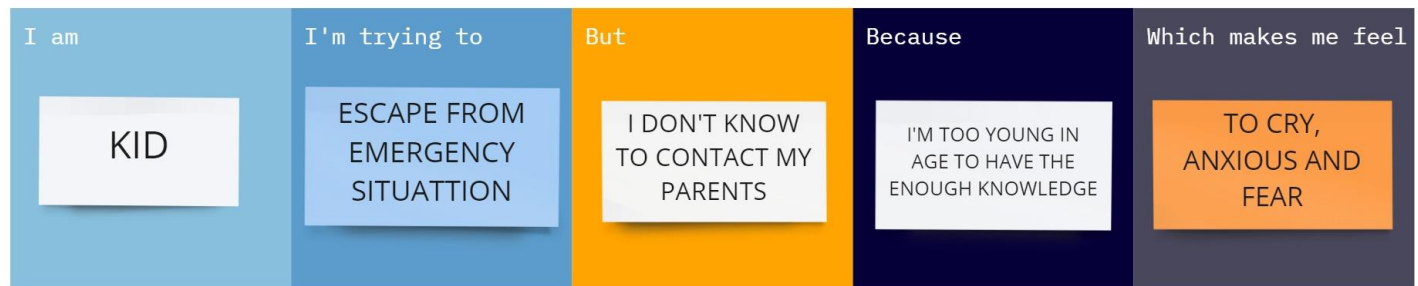 I am
KID
I'm trying to
ESCAPE FROM
EMERGENCY
SITUATTION
But
I DON'T KNOW
TO CONTACT MY
PARENTS
Because
I'M TOO YOUNG IN
AGE TO HAVE THE
ENOUGH KNOWLEDGE
Which makes me feel
TO CRY,
ANXIOUS AND
FEAR